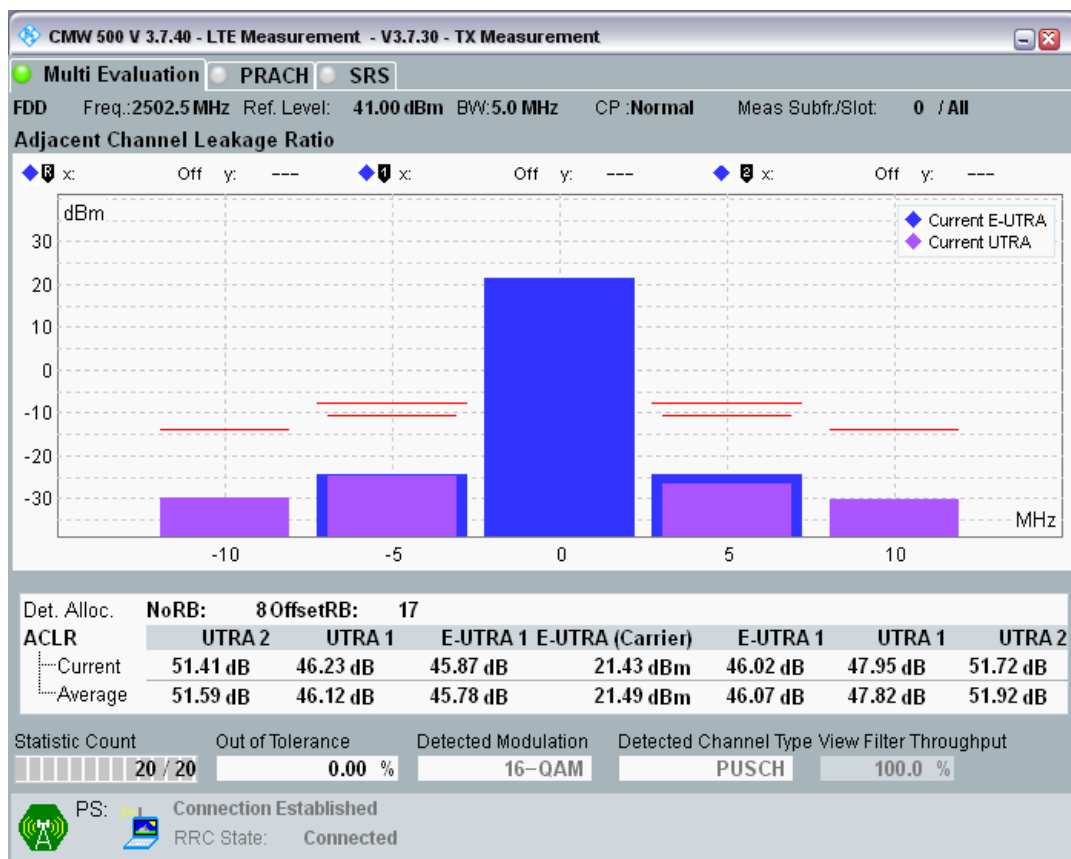 CMW 500 V 3.7.40 - LTE Measurement - V3.7.30 - TX Measurement
Multi Evaluation PRACH SRS
FDD Freq.:2502.5 MHz Ref. Level: 41.00 dBm BW:5.0 MHz CP :Normal Meas Subfr./Slot: 0 / All
Adjacent Channel Leakage Ratio
R x: Off y: --- 1 x: Off y: --- 2 x: Off y: ---
dBm
Current E-UTRA
Current UTRA
30
20
10
0
-10
-20
-30
MHz
-10 -5 0 5 10
Det. Alloc. NoRB: 8 OffsetRB: 17
ACLR UTRA 2 UTRA 1 E-UTRA 1 E-UTRA (Carrier) E-UTRA 1 UTRA 1 UTRA 2
Current 51.41 dB 46.23 dB 45.87 dB 21.43 dBm 46.02 dB 47.95 dB 51.72 dB
Average 51.59 dB 46.12 dB 45.78 dB 21.49 dBm 46.07 dB 47.82 dB 51.92 dB
Statistic Count Out of Tolerance Detected Modulation Detected Channel Type View Filter Throughput
20 / 20 0.00 % 16-QAM PUSCH 100.0 %
PS: Connection Established
RRC State: Connected